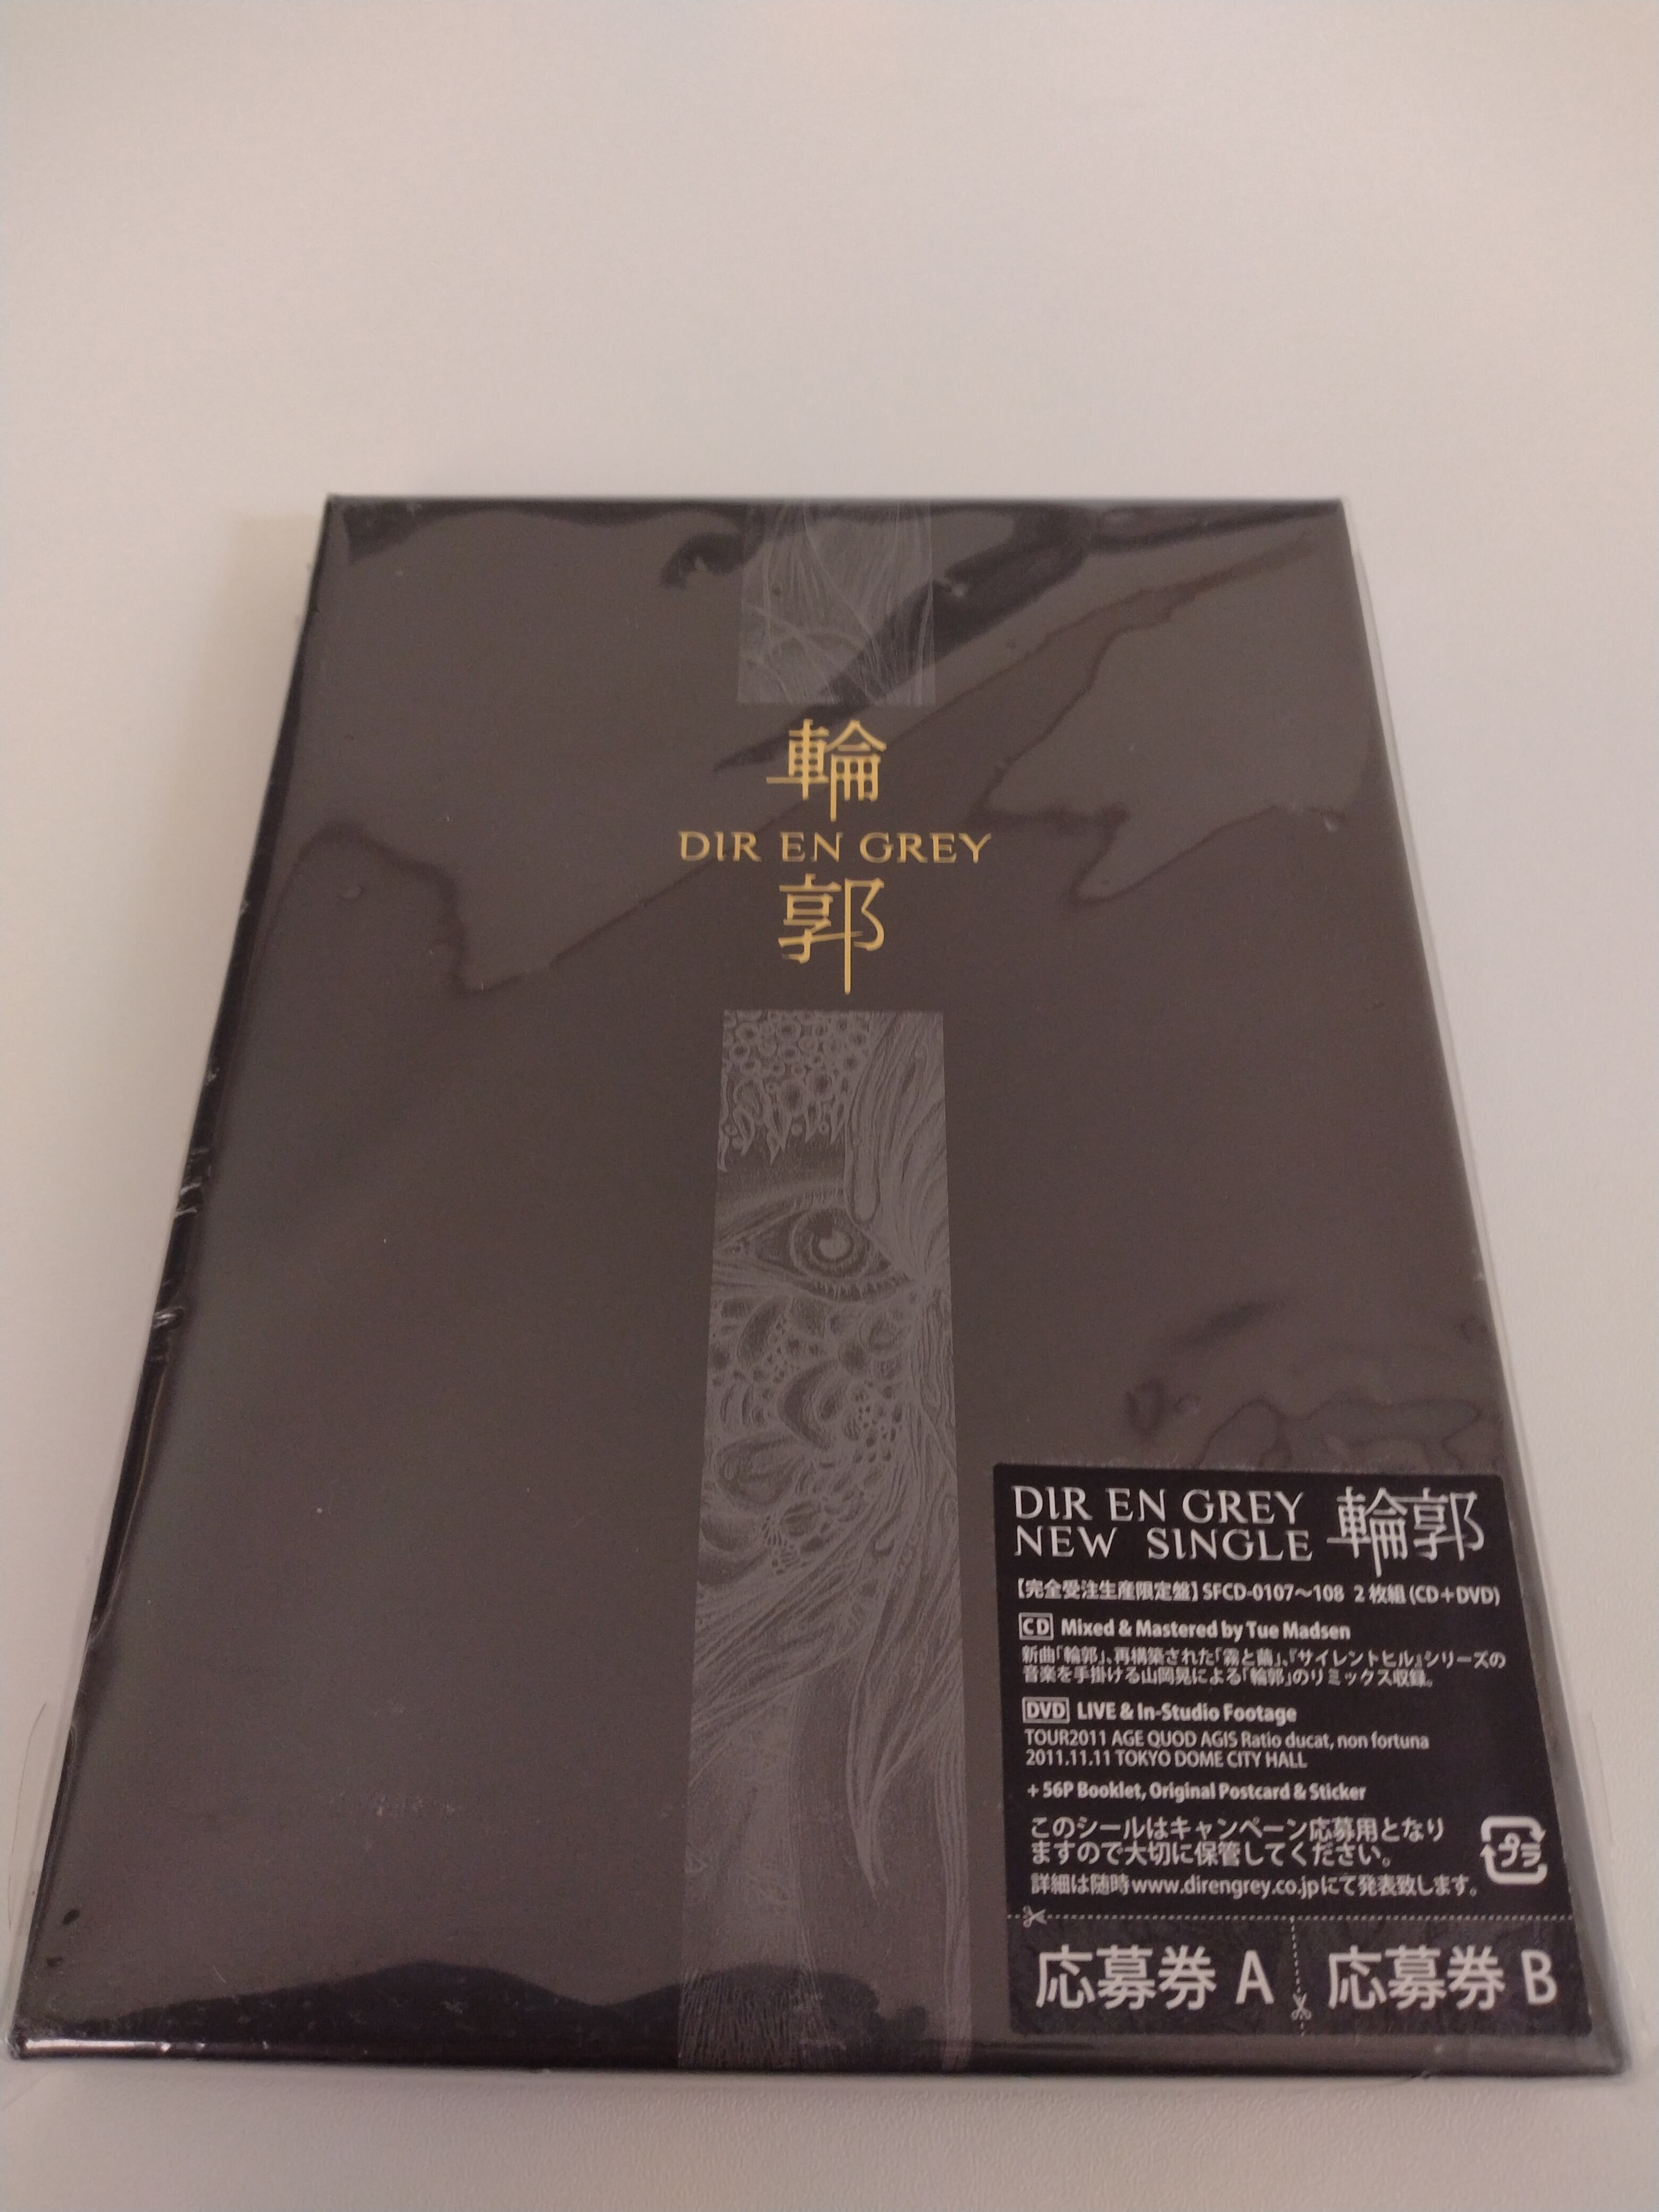 輪
DIR EN GREY
郭
DIR EN GREY
NEW SINGLE 輪郭
【完全受注生産限定盤】SFCD-0107〜108 2枚組(CD+DVD)
CD Mixed & Mastered by Tue Madsen
新曲「輪郭」、再構築された「霧と繭」、『サイレントヒル』シリーズの
音楽を手掛ける山岡晃による「輪郭」のリミックス収録。
DVD LIVE & In-Studio Footage
TOUR2011 AGE QUOD AGIS Ratio ducat, non fortuna
2011.11.11 TOKYO DOME CITY HALL
+ 56P Booklet, Original Postcard & Sticker
このシールはキャンペーン応募用となり
ますので大切に保管してください。
詳細は随時www.direngrey.co.jpにて発表致します。
プラ
応募券 A
応募券 B